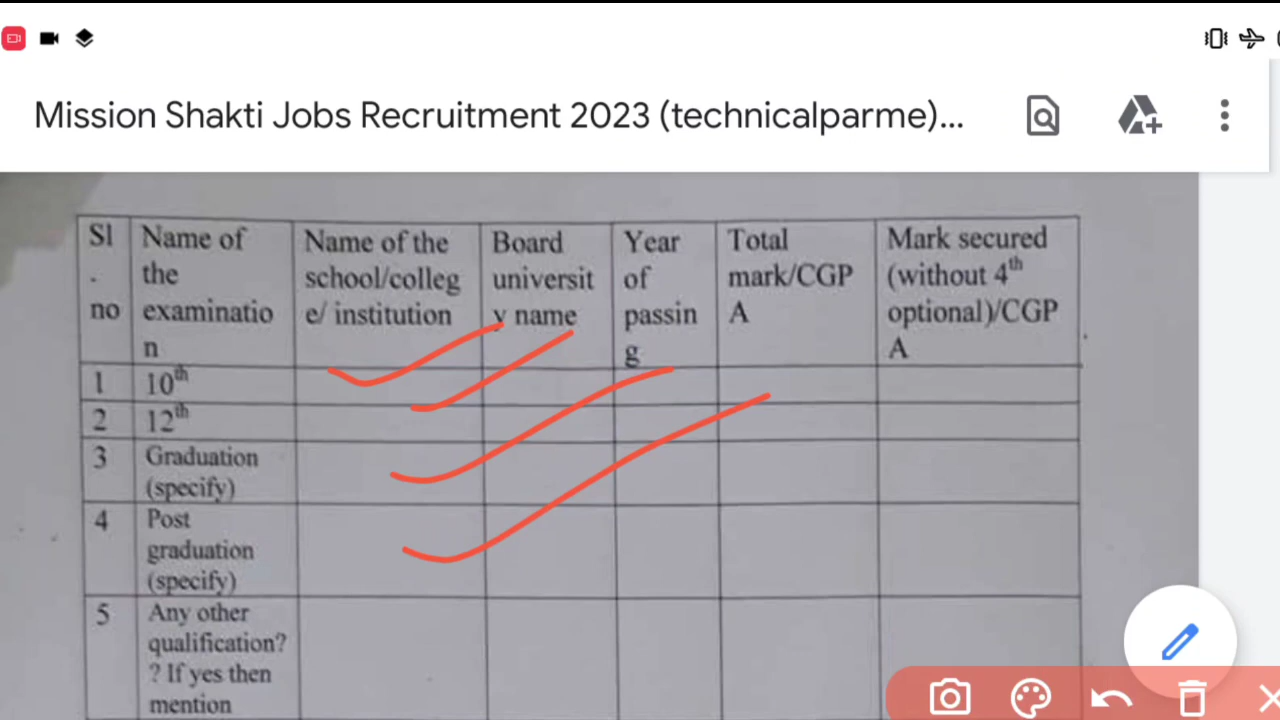 Mission Shakti Jobs Recruitment 2023 (technicalparme)...
Sl
.
no
Name of
the
examinatio
n
Name of the
school/colleg
e/ institution
Board
universit
y name
Year
of
passin
g
Total
mark/CGP
A
Mark secured
(without 4th
optional)/CGP
A
1
10th
2
12th
3
Graduation
(specify)
4
Post
graduation
(specify)
5
Any other
qualification?
? If yes then
mention